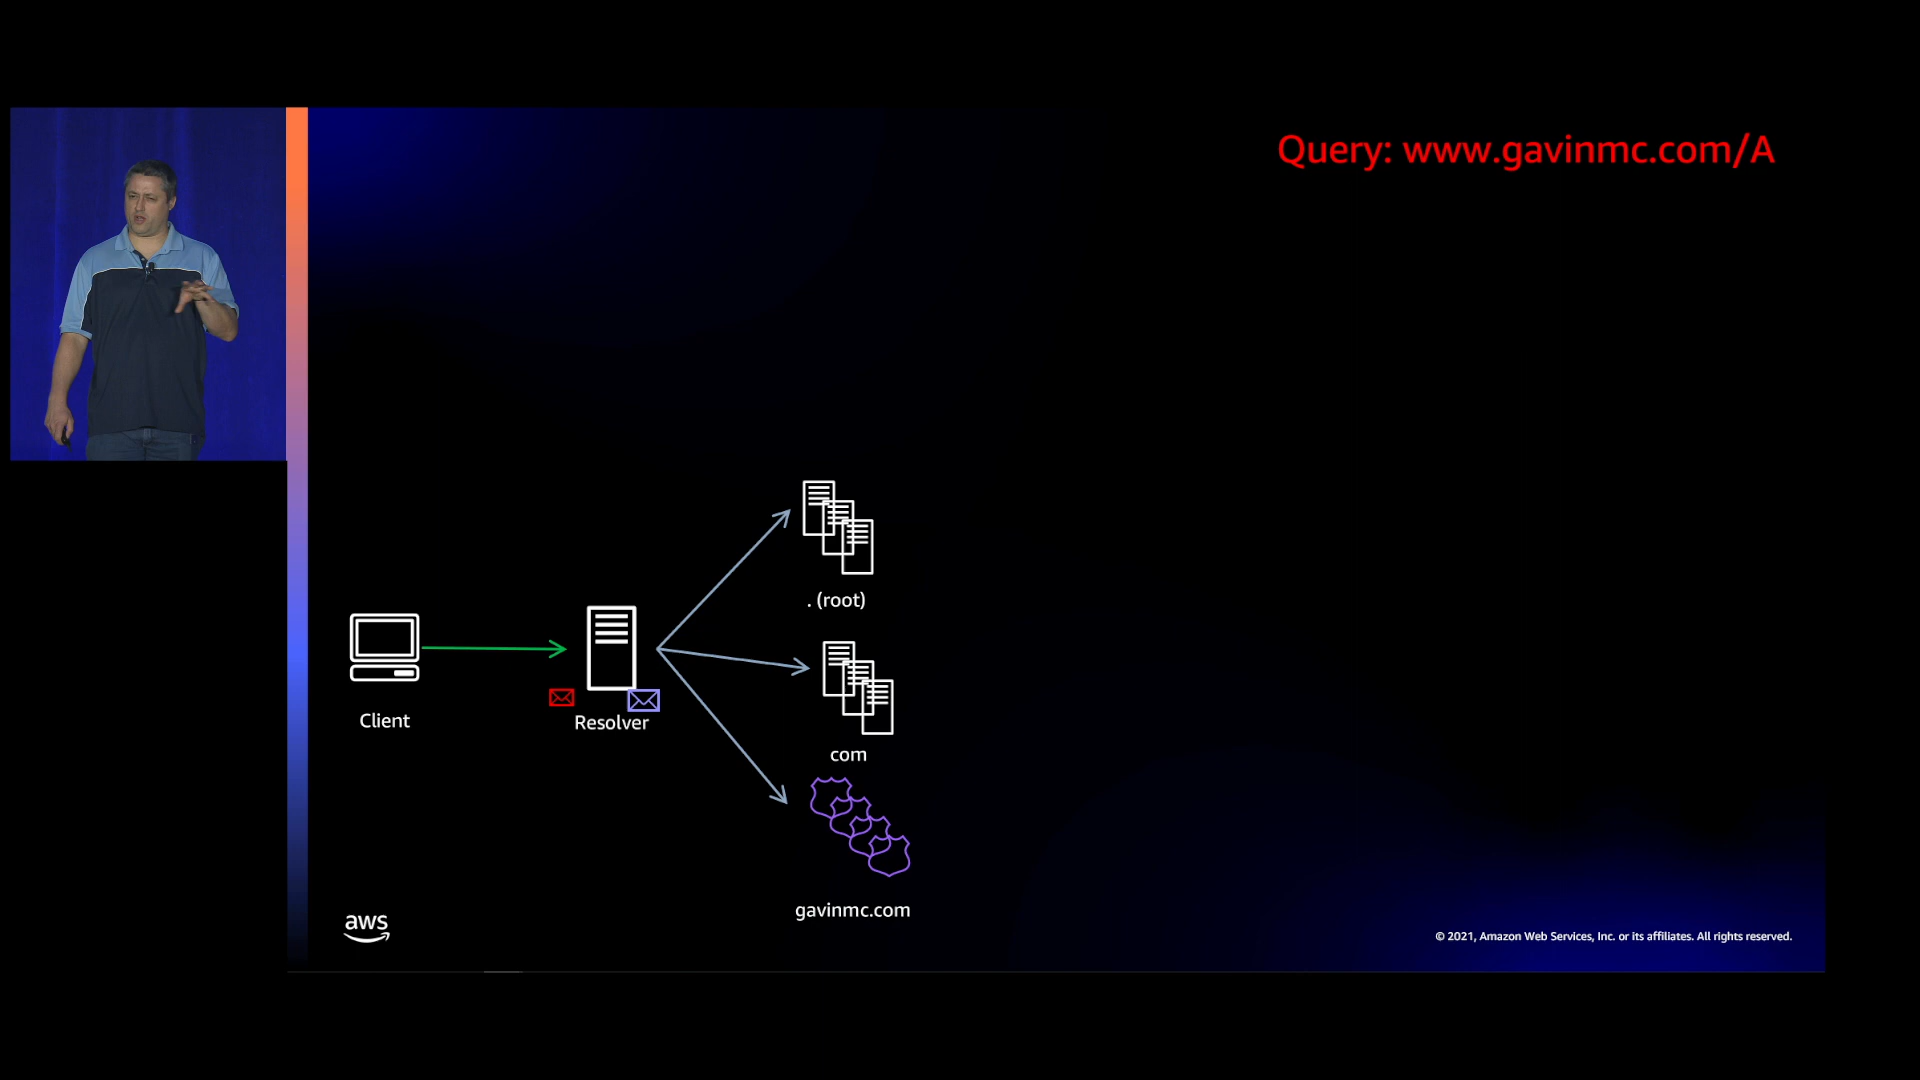 Query: www.gavinmc.com/A
. (root)
Client
Resolver
com
gavinmc.com
aws
© 2021, Amazon Web Services, Inc. or its affiliates. All rights reserved.